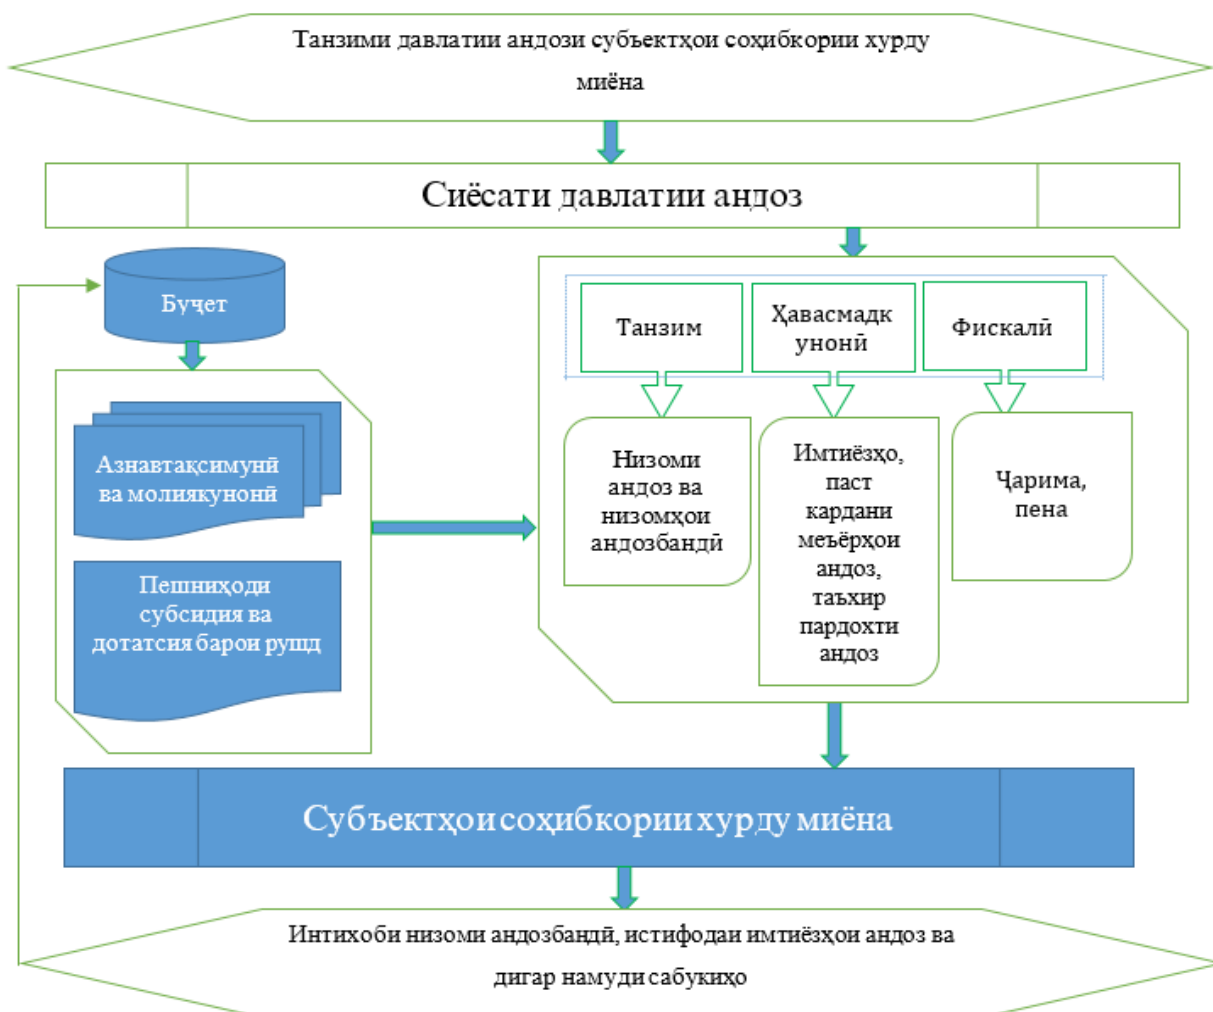 Танзими давлатии андози субъектҳои соҳибкории хурду
миёна
Сиёсати давлатии андоз
Буҷет
Азнавтақсимунӣ
ва молиякунонӣ
Пешниҳоди
субсидия ва
дотатсия барои рушд
Танзим
Ҳавасмадк
унонӣ
Фискалӣ
Низоми
андоз ва
низомҳои
андозбандӣ
Имтиёзҳо,
паст
кардани
меъёрҳои
андоз,
таъхир
пардохти
андоз
Ҷарима,
пена
Субъектҳои соҳибкории хурду миёна
Интихоби низоми андозбандӣ, истифодаи имтиёзҳои андоз ва
дигар намуди сабукиҳо